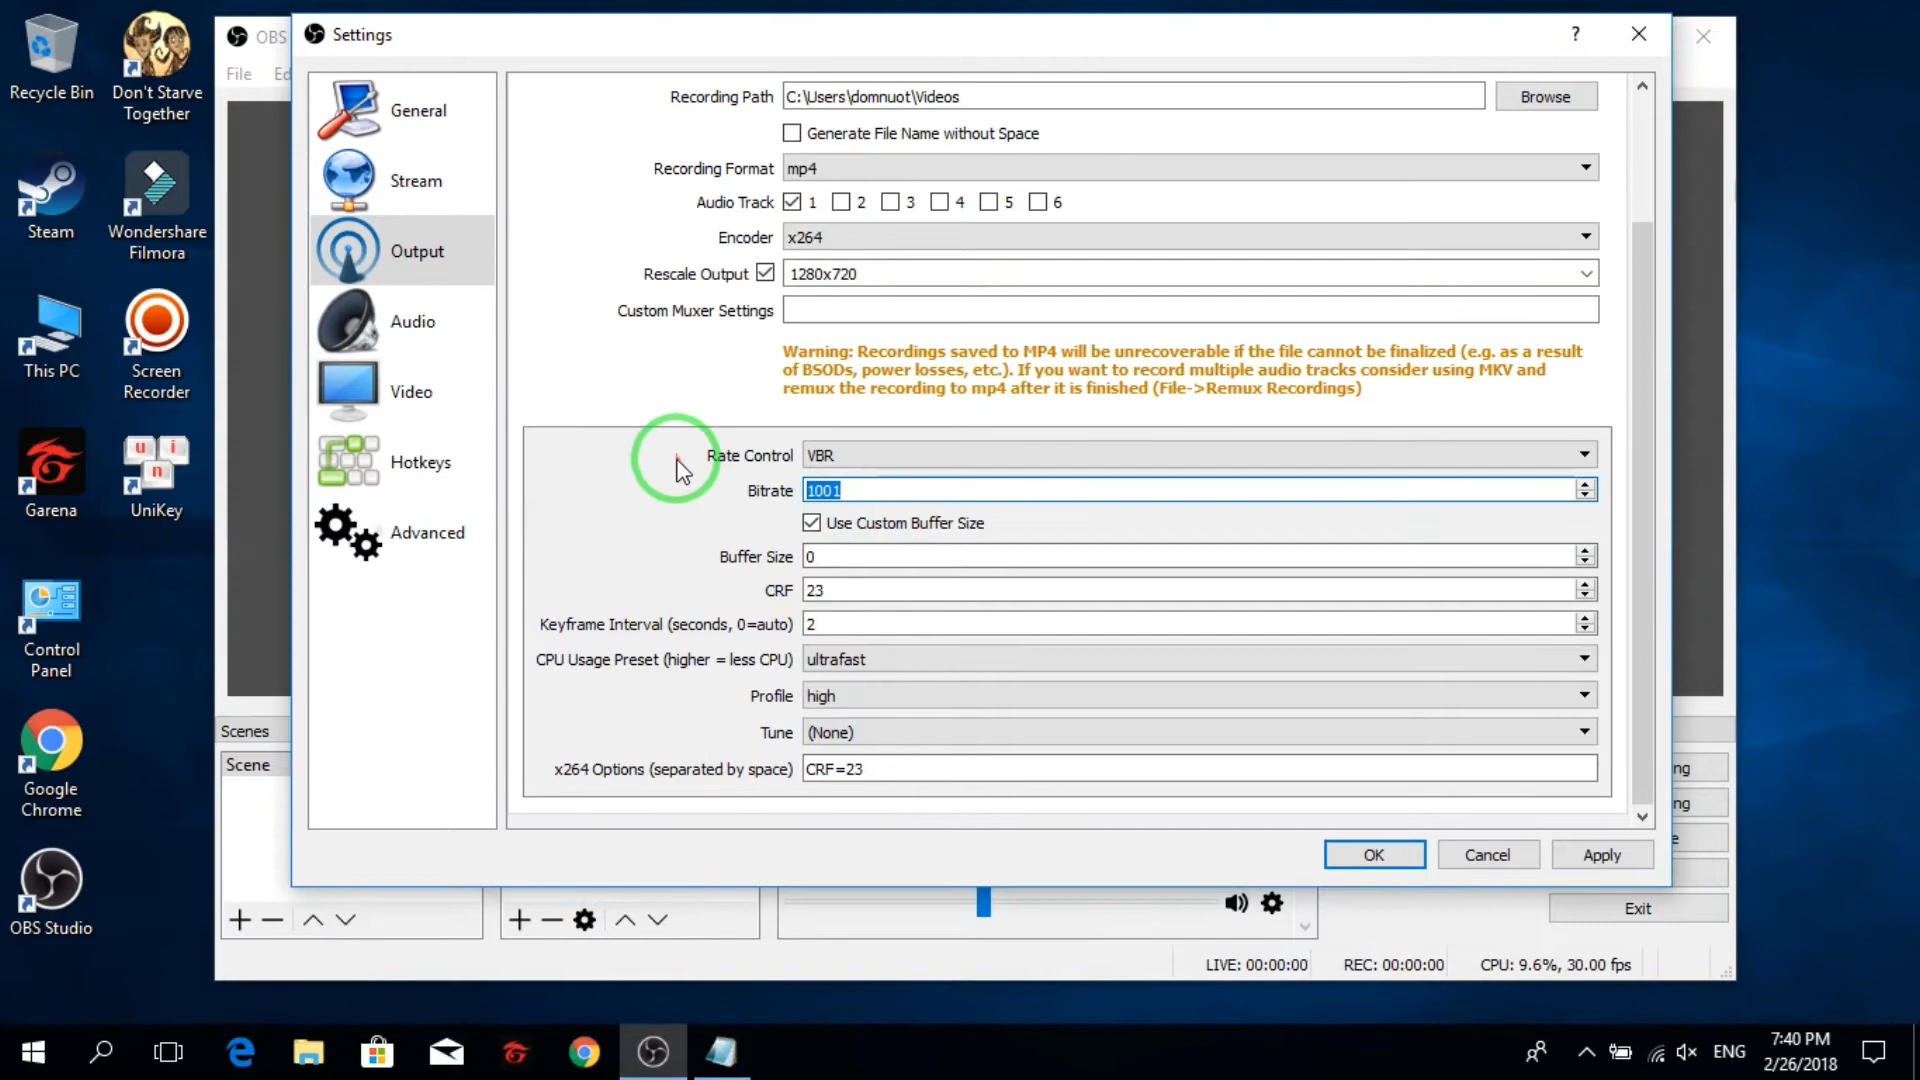 Recycle Bin
Don't Starve
Together
Steam
Wondershare
Filmora
This PC
Screen
Recorder
Garena
UniKey
Control
Panel
Google
Chrome
OBS Studio
OBS
File
Settings
?
General
Stream
Output
Audio
Video
Hotkeys
Advanced
Recording Path C:\Users\domnuot\Videos Browse
Generate File Name without Space
Recording Format mp4
Audio Track 1 2 3 4 5 6
Encoder x264
Rescale Output 1280x720
Custom Muxer Settings
Warning: Recordings saved to MP4 will be unrecoverable if the file cannot be finalized (e.g. as a result
of BSODs, power losses, etc.). If you want to record multiple audio tracks consider using MKV and
remux the recording to mp4 after it is finished (File->Remux Recordings)
Rate Control VBR
Bitrate 1001
Use Custom Buffer Size
Buffer Size 0
CRF 23
Keyframe Interval (seconds, 0=auto) 2
CPU Usage Preset (higher = less CPU) ultrafast
Profile high
Tune (None)
x264 Options (separated by space) CRF=23
OK Cancel Apply
Scenes
Scene
ng
ng
e
Exit
LIVE: 00:00:00 REC: 00:00:00 CPU: 9.6%, 30.00 fps
u i
n
ENG
7:40 PM
2/26/2018